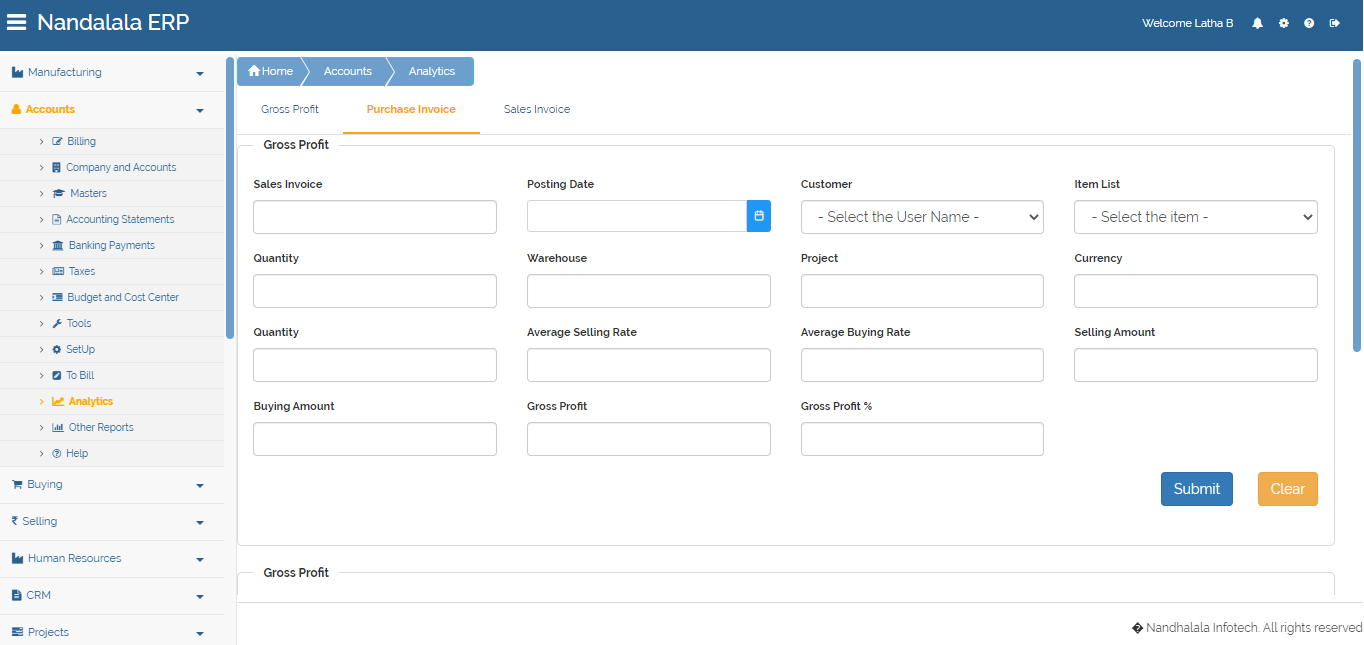 Nandalala ERP
Welcome Latha B
Manufacturing
Accounts
Billing
Company and Accounts
Masters
Accounting Statements
Banking Payments
Taxes
Budget and Cost Center
Tools
SetUp
To Bill
Analytics
Other Reports
Help
Buying
Selling
Human Resources
CRM
Projects
Home Accounts Analytics
Gross Profit Purchase Invoice Sales Invoice
Gross Profit
Sales Invoice Posting Date Customer Item List
- Select the User Name - - Select the item -
Quantity Warehouse Project Currency
Quantity Average Selling Rate Average Buying Rate Selling Amount
Buying Amount Gross Profit Gross Profit %
Submit Clear
Gross Profit
� Nandhalala Infotech. All rights reserved